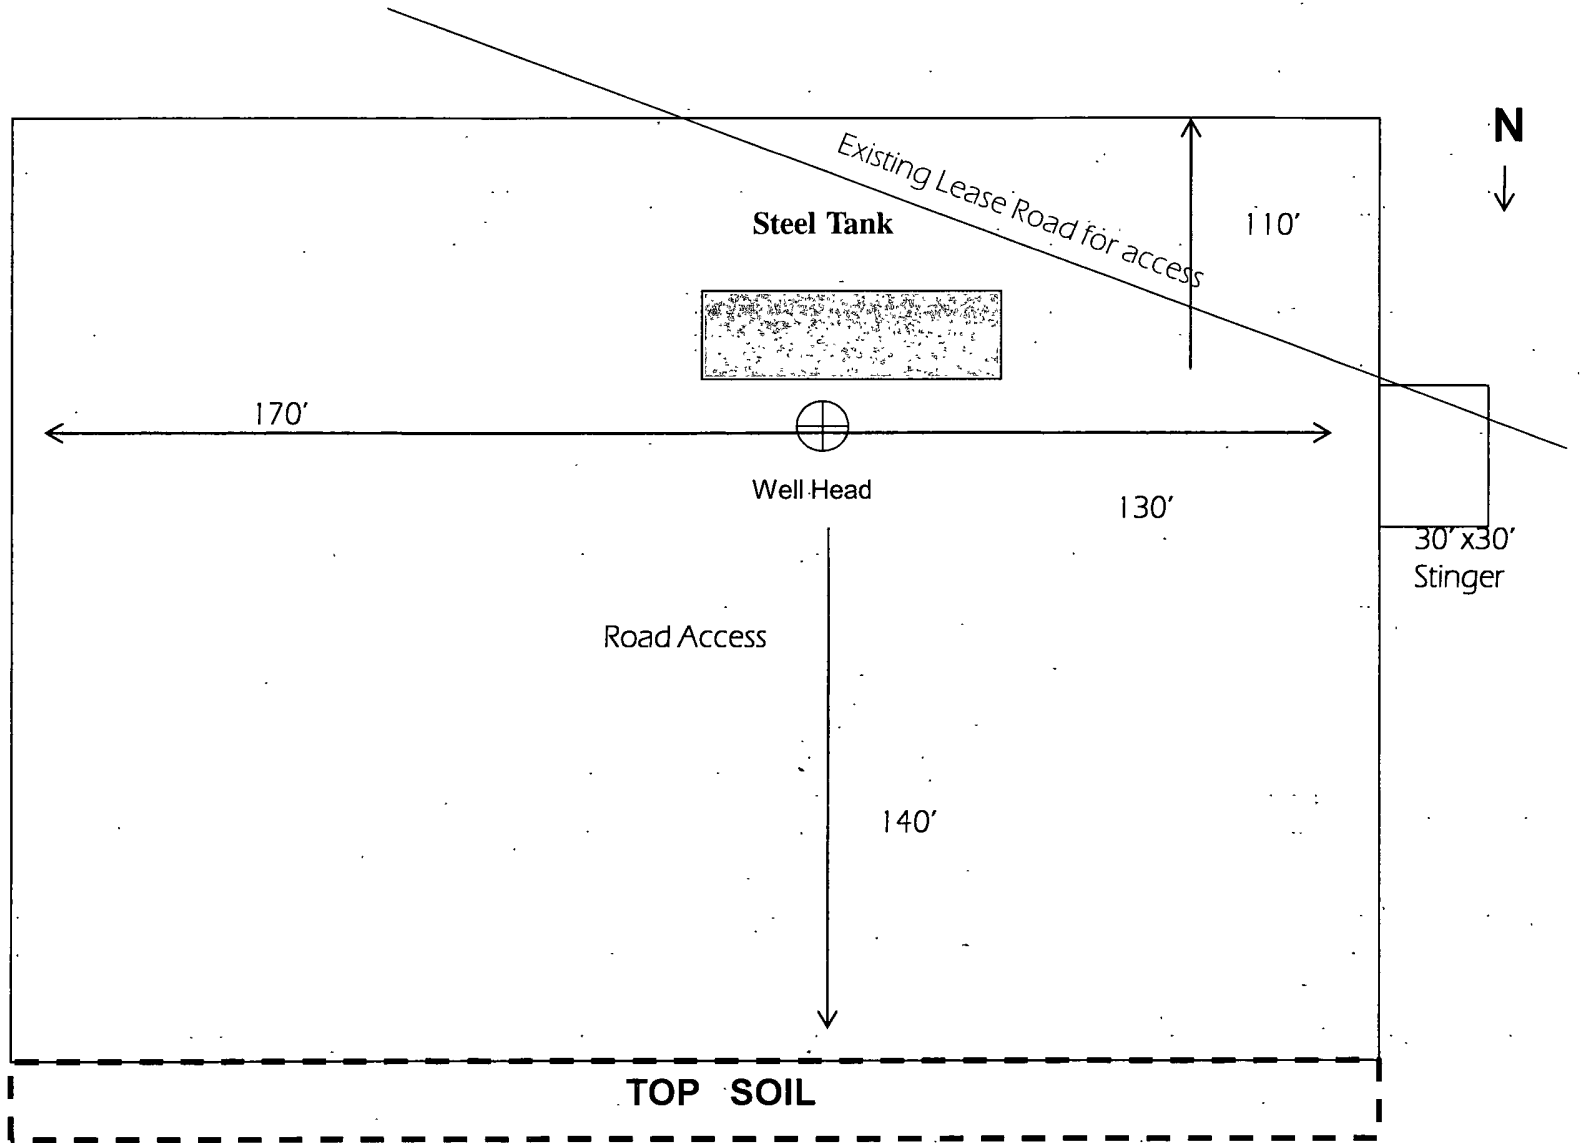 N
Existing Lease Road for access
Steel Tank
110'
170'
Well Head
130'
30' x30'
Stinger
Road Access
140'
TOP SOIL